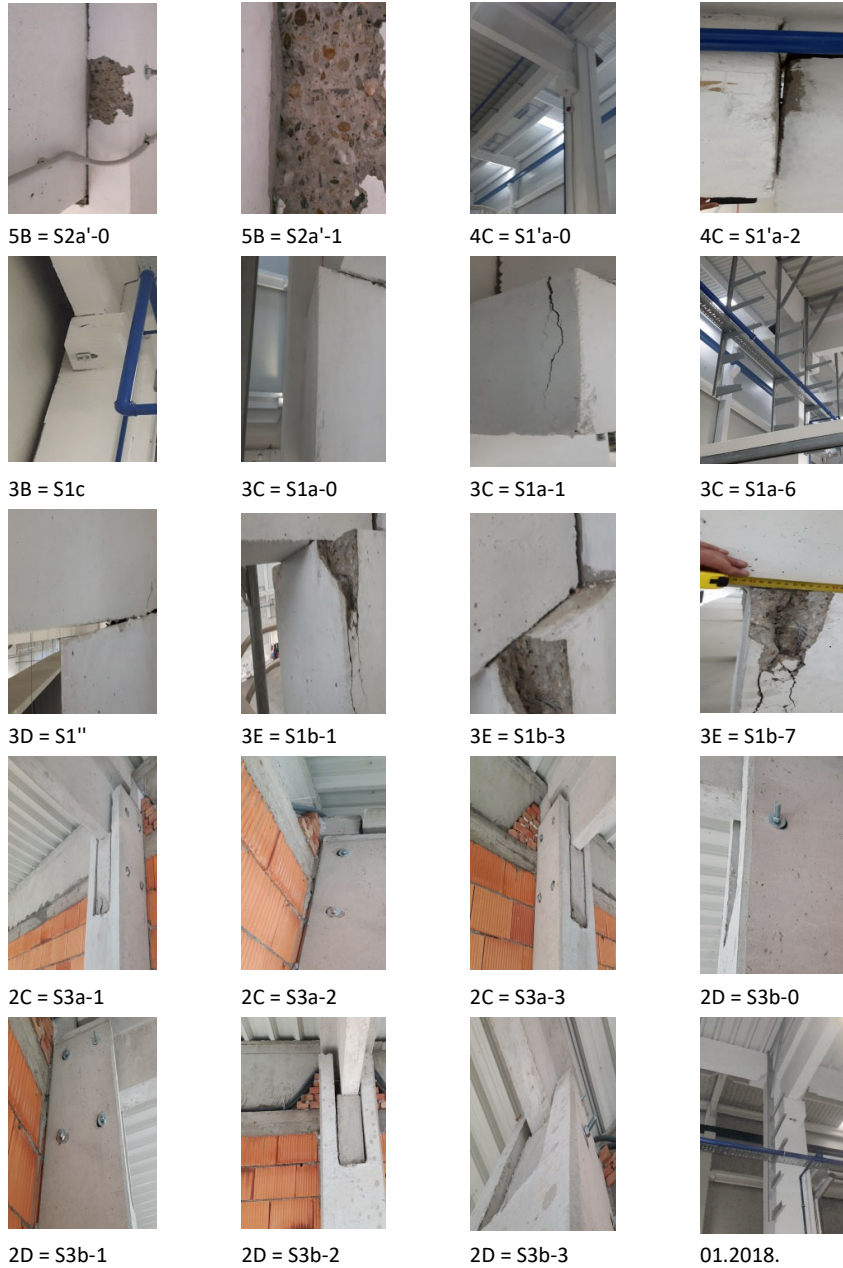 5B = S2a'-0
5B = S2a'-1
4C = S1'a-0
4C = S1'a-2
3B = S1c
3C = S1a-0
3C = S1a-1
3C = S1a-6
3D = S1''
3E = S1b-1
3E = S1b-3
3E = S1b-7
2C = S3a-1
2C = S3a-2
2C = S3a-3
2D = S3b-0
2D = S3b-1
2D = S3b-2
2D = S3b-3
01.2018.